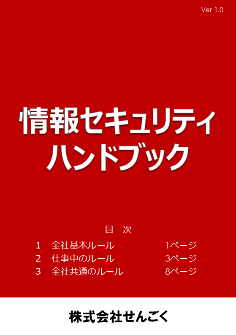 Ver 1.0
情報セキュリティ
ハンドブック
目 次
1 全社基本ルール 1ページ
2 仕事中のルール 3ページ
3 全社共通のルール 8ページ
株式会社せんごく